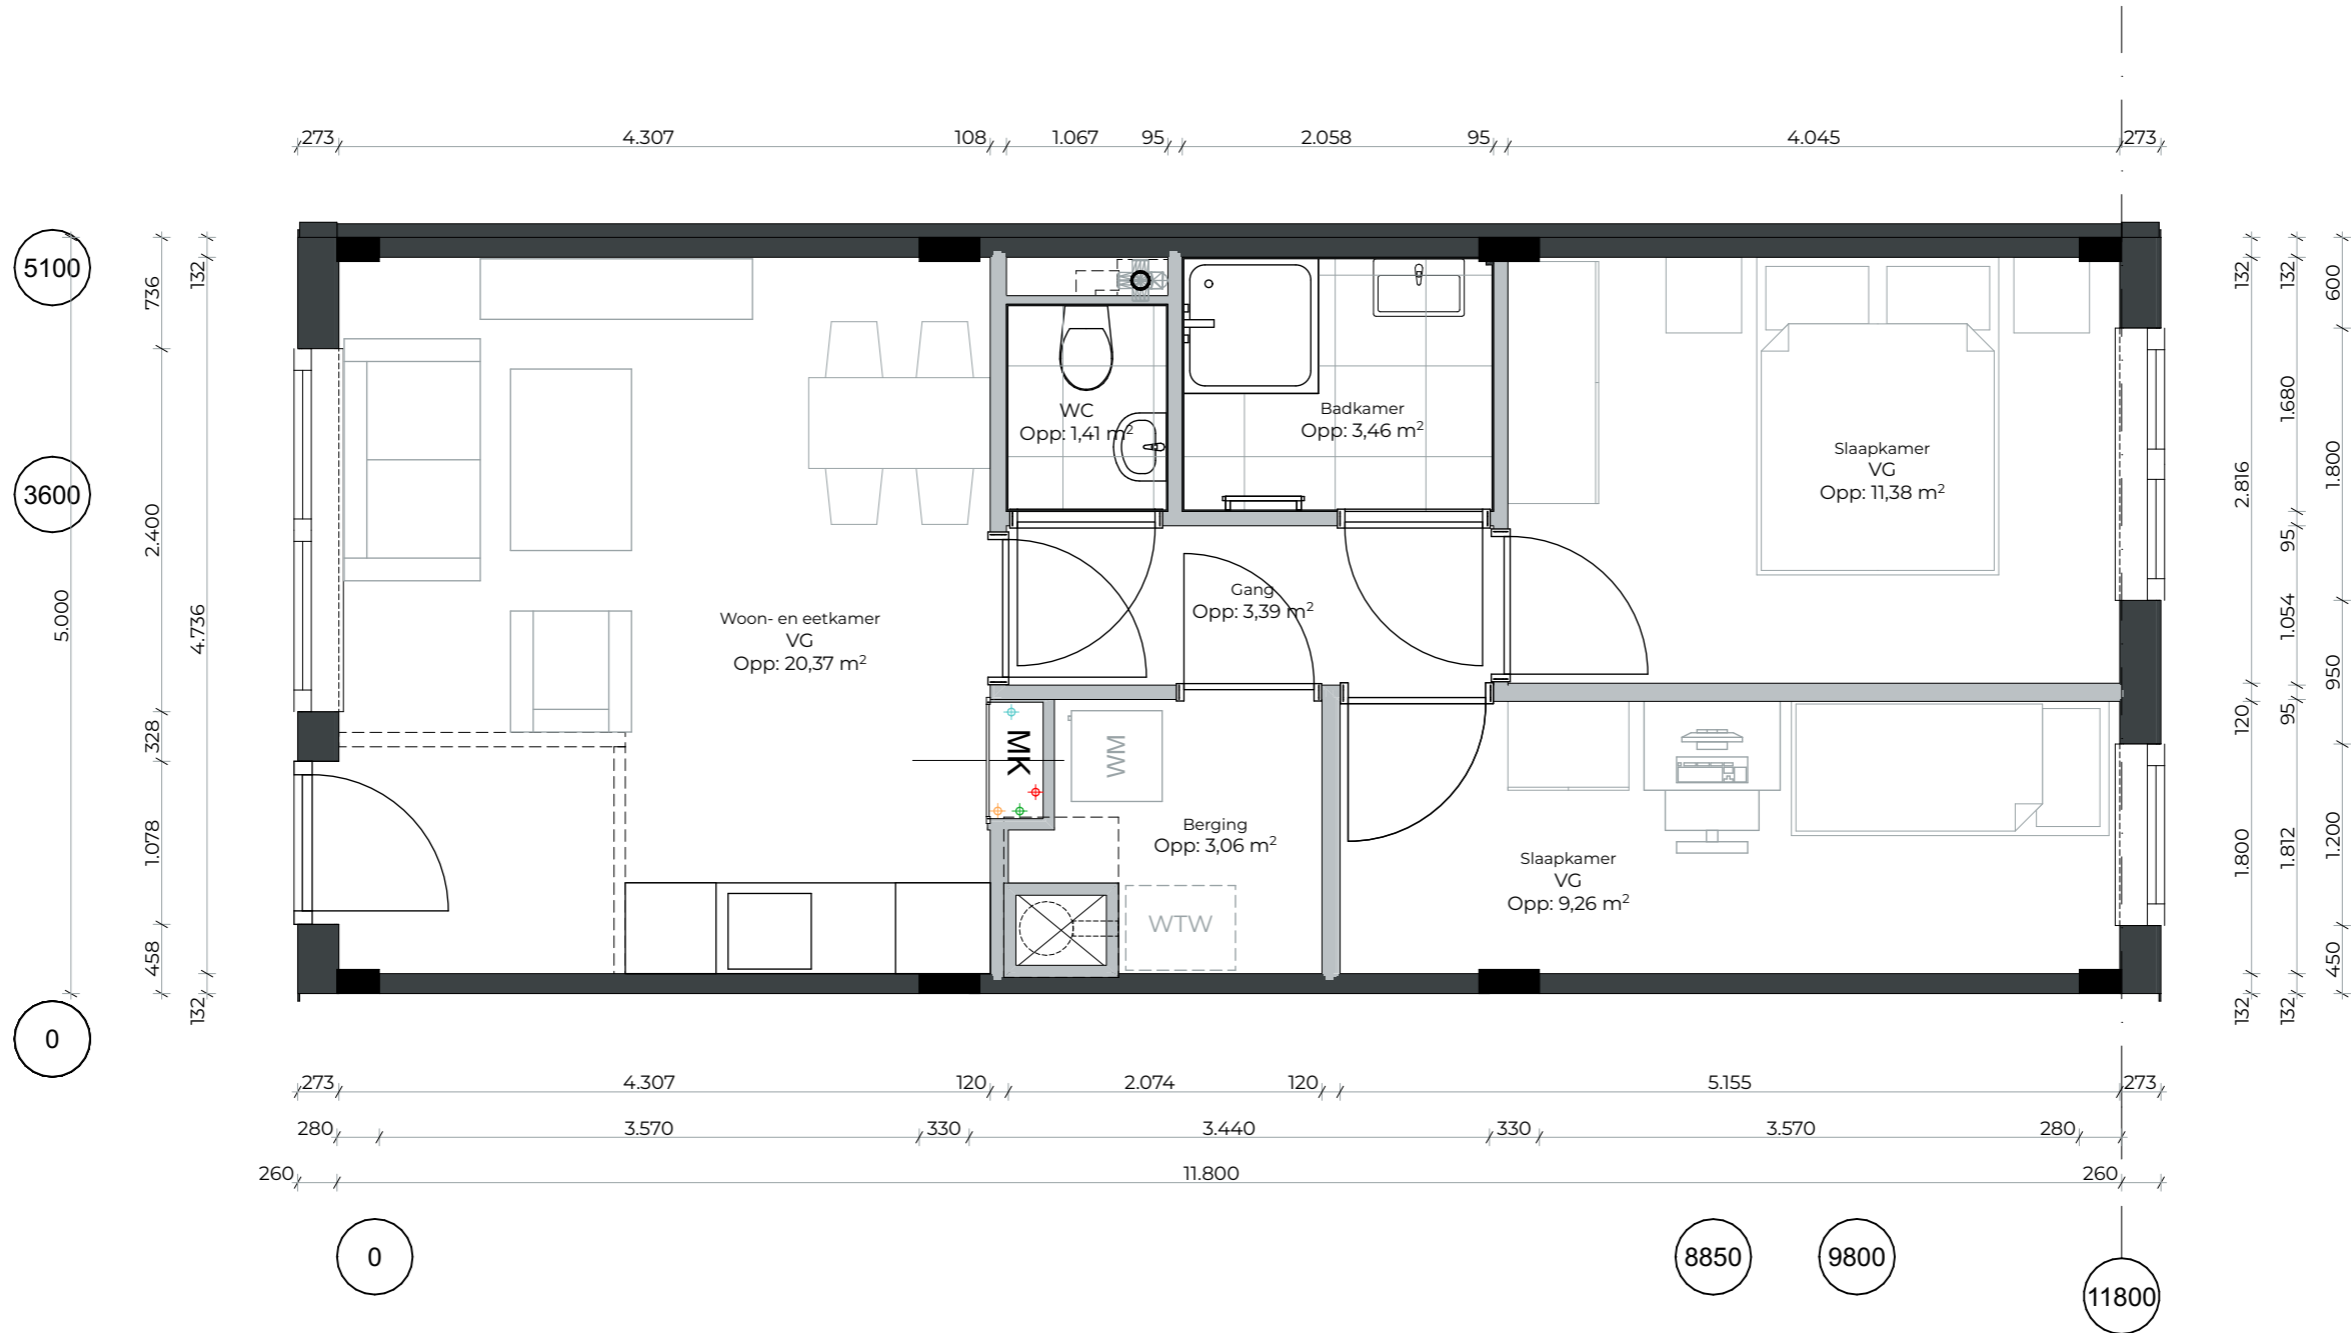 273
4.307
108
1.067
95
2.058
95
4.045
273
5100
3600
0
5.000
736
2.400
328
1.078
458
132
4.736
132
WC
Opp: 1,41 m²
Badkamer
Opp: 3,46 m²
Slaapkamer
VG
Opp: 11,38 m²
Gang
Opp: 3,39 m²
Woon- en eetkamer
VG
Opp: 20,37 m²
MK
WM
Berging
Opp: 3,06 m²
WTW
Slaapkamer
VG
Opp: 9,26 m²
132
2.816
120
1.800
132
132
1.680
95
1.054
95
1.812
132
600
1.800
950
1.200
450
273
4.307
120
2.074
120
5.155
273
280
3.570
330
3.440
330
3.570
280
260
11.800
260
0
8850
9800
11800